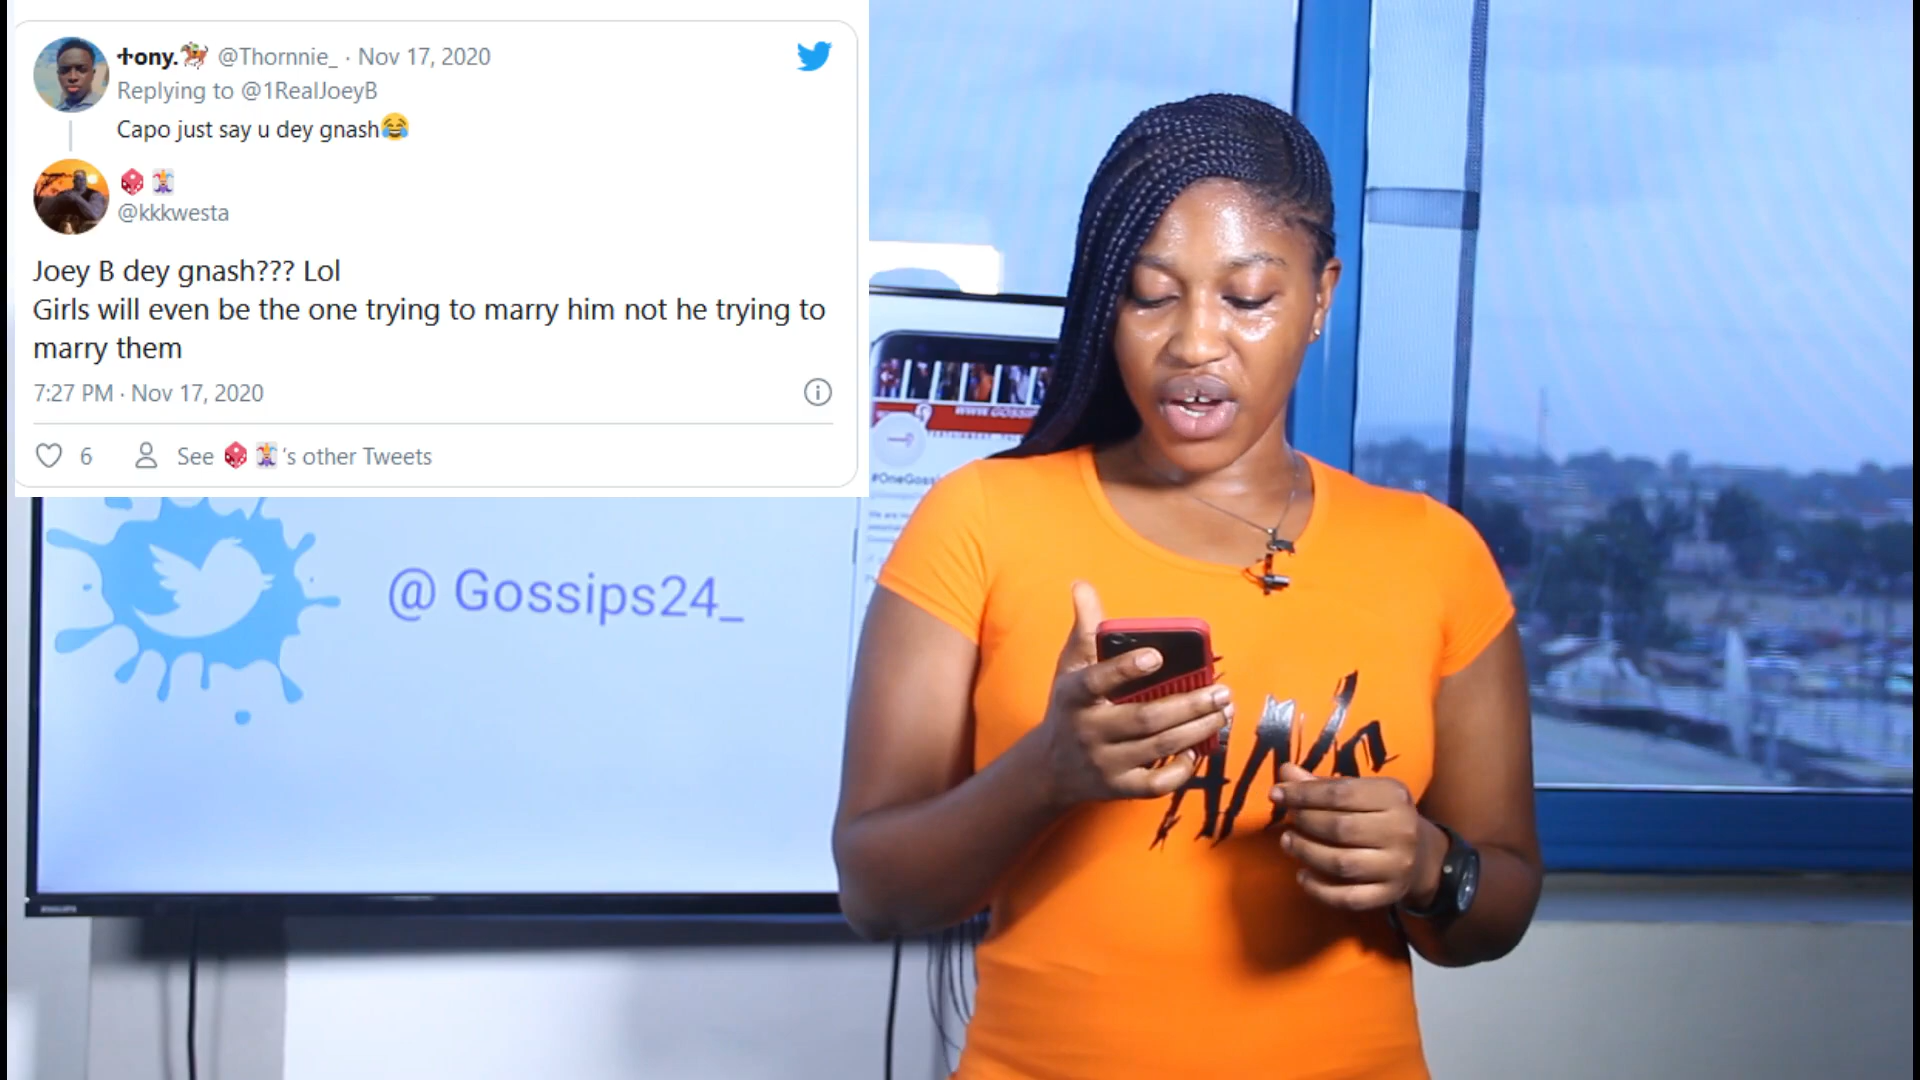 tony.🏇 @Thornnie_ · Nov 17, 2020
Replying to @1RealJoeyB
Capo just say u dey gnash😂
🎲🃏
@kkkwesta
Joey B dey gnash??? Lol
Girls will even be the one trying to marry him not he trying to
marry them
7:27 PM · Nov 17, 2020
6 See 🎲🃏's other Tweets
@ Gossips24_
PHILIPS